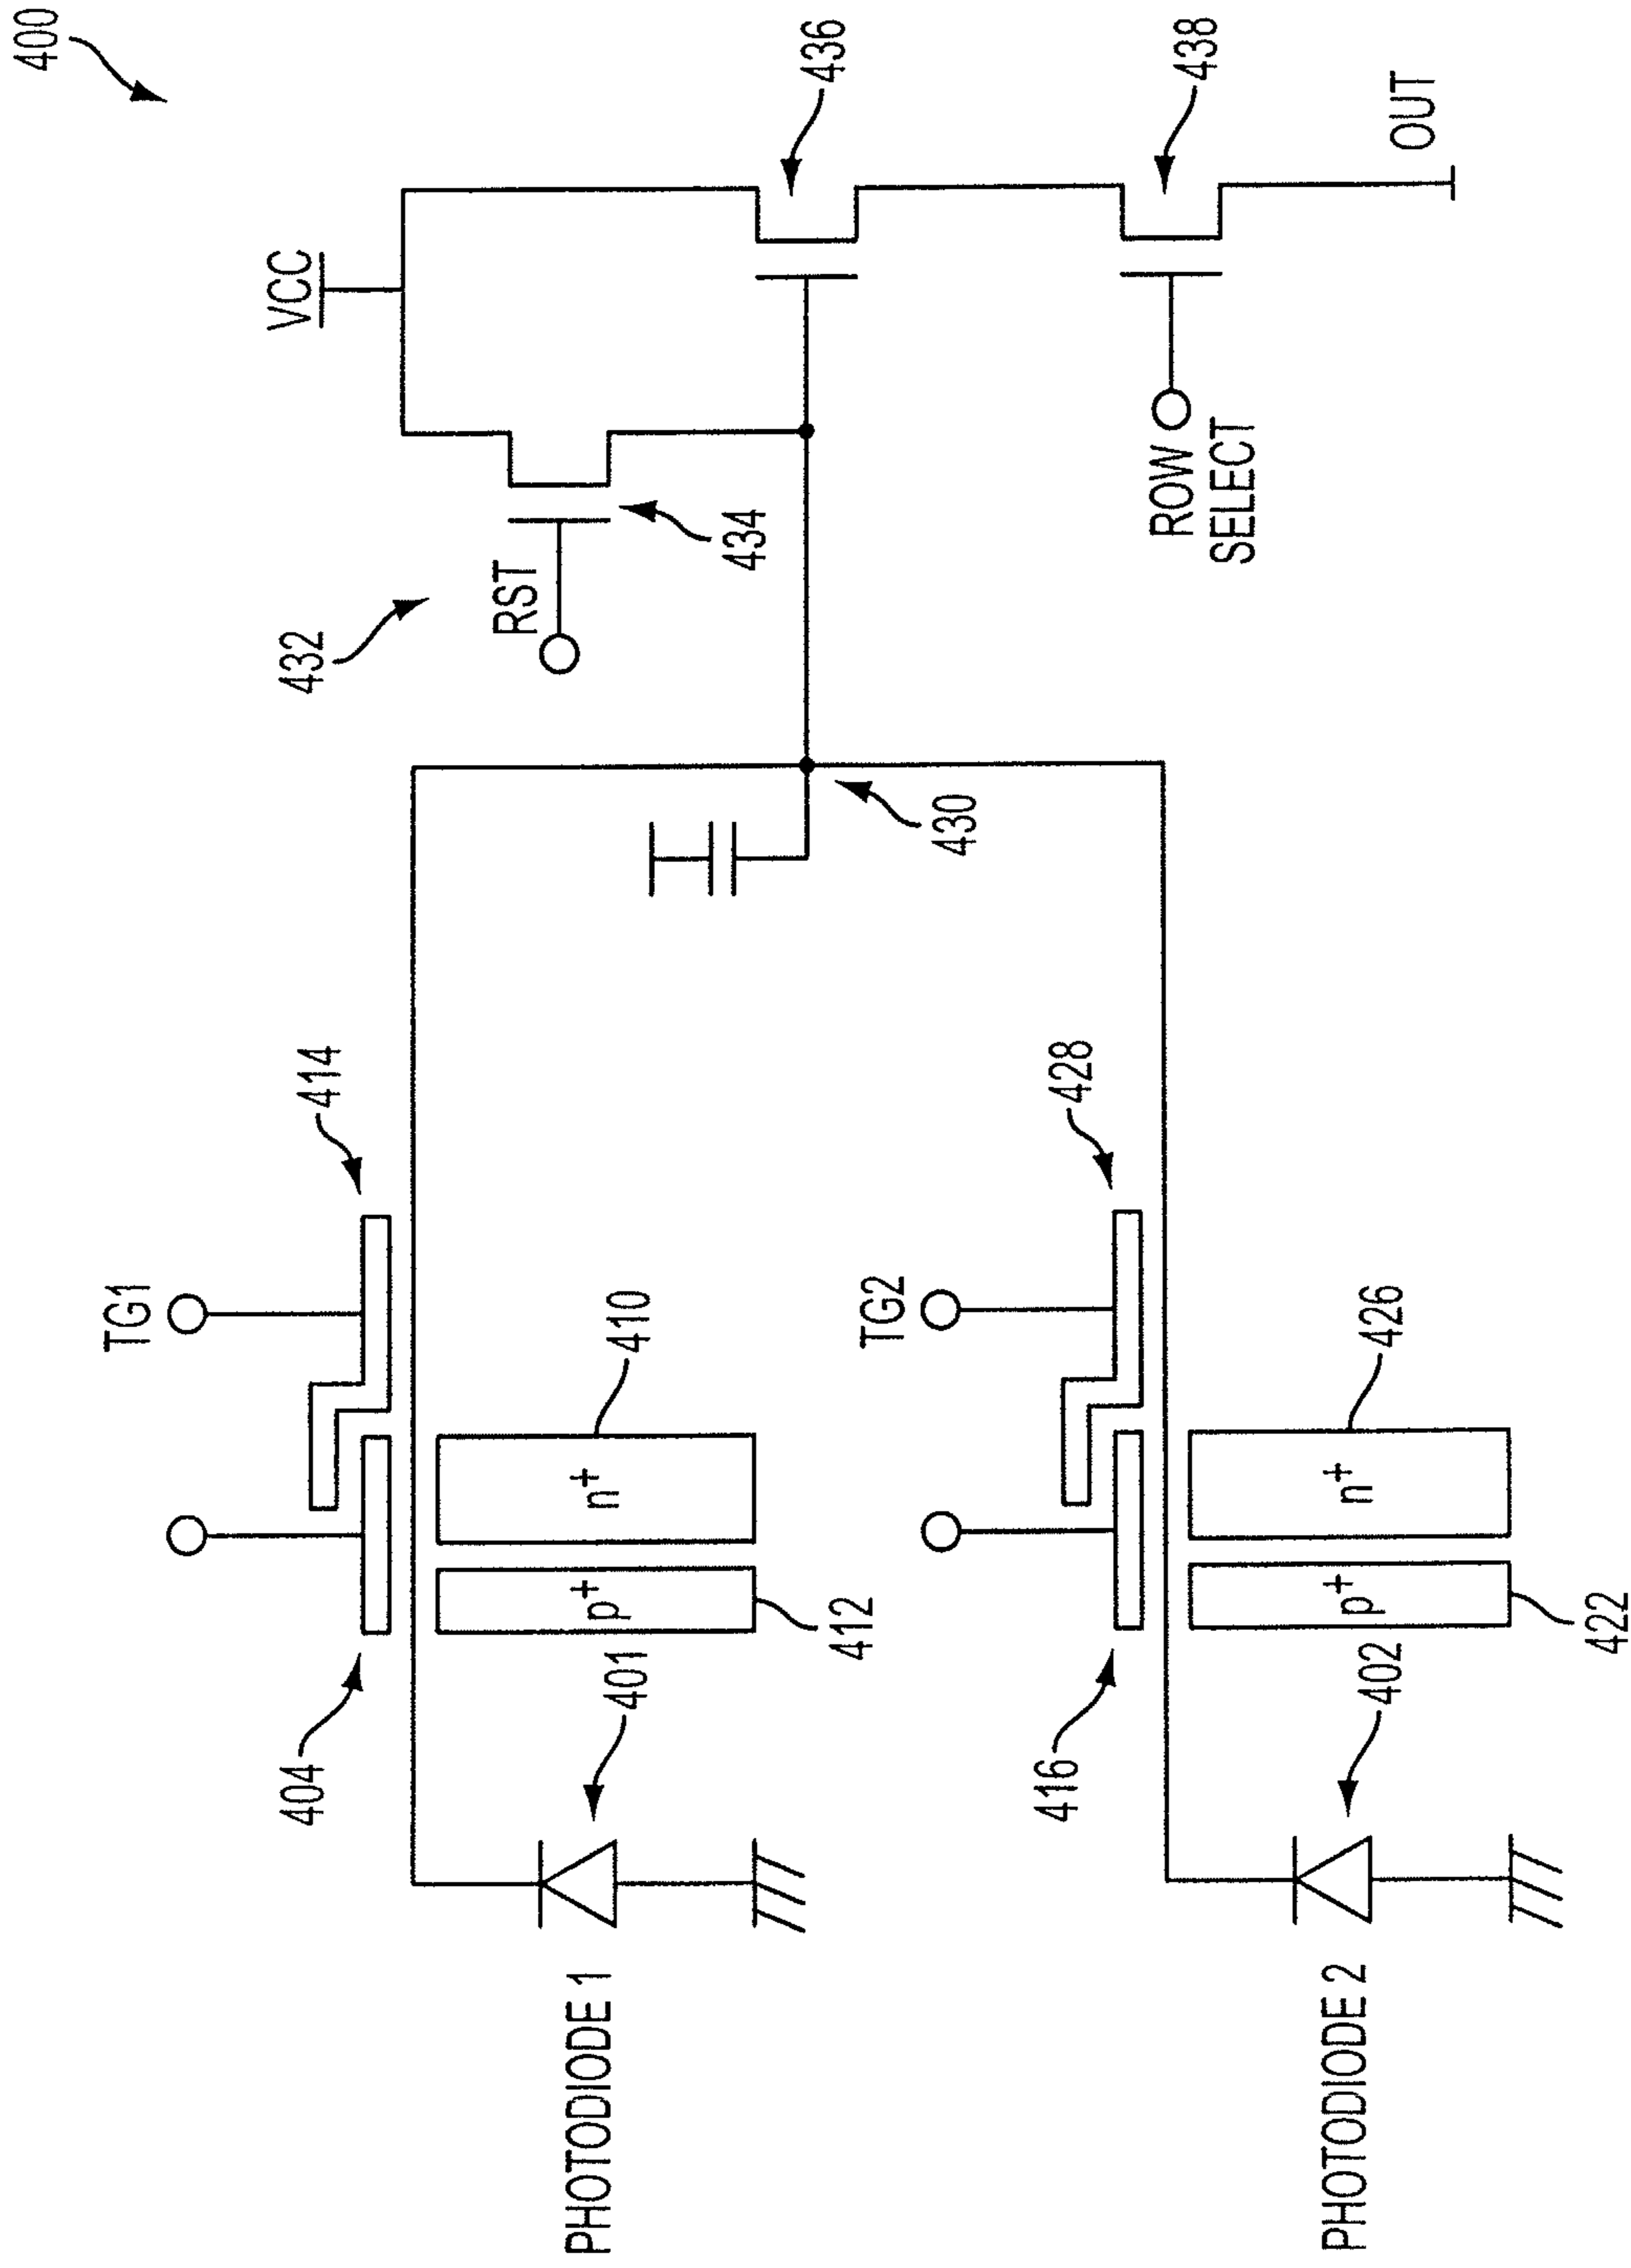 400
VCC
432
RST
434
436
438
ROW
SELECT
OUT
430
TG1
414
404
n+
p+
410
412
401
PHOTODIODE 1
TG2
428
416
n+
p+
426
422
402
PHOTODIODE 2